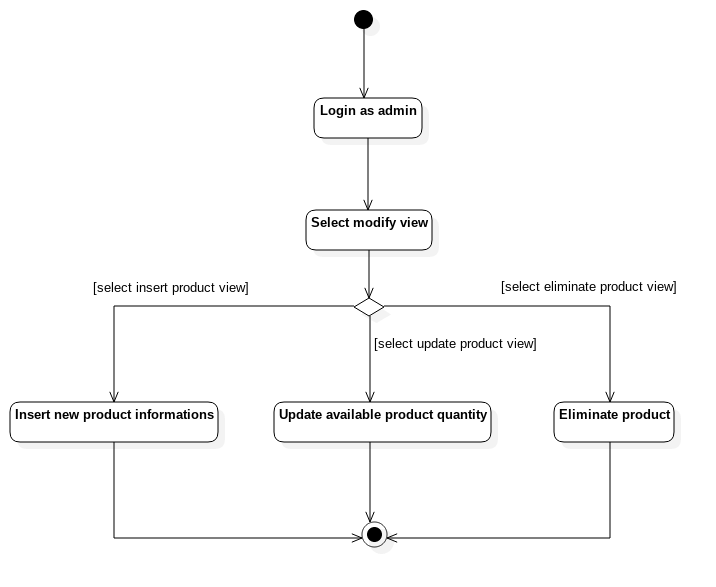 Login as admin
Select modify view
[select insert product view]
[select eliminate product view]
[select update product view]
Insert new product informations
Update available product quantity
Eliminate product